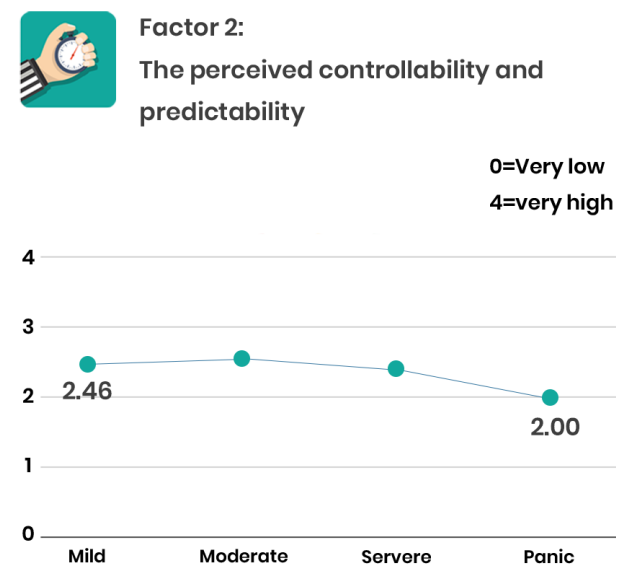 Factor 2:
The perceived controllability and
predictability
0=Very low
4=very high
4
3
2.46
2
2.00
1
0
Mild Moderate Servere Panic